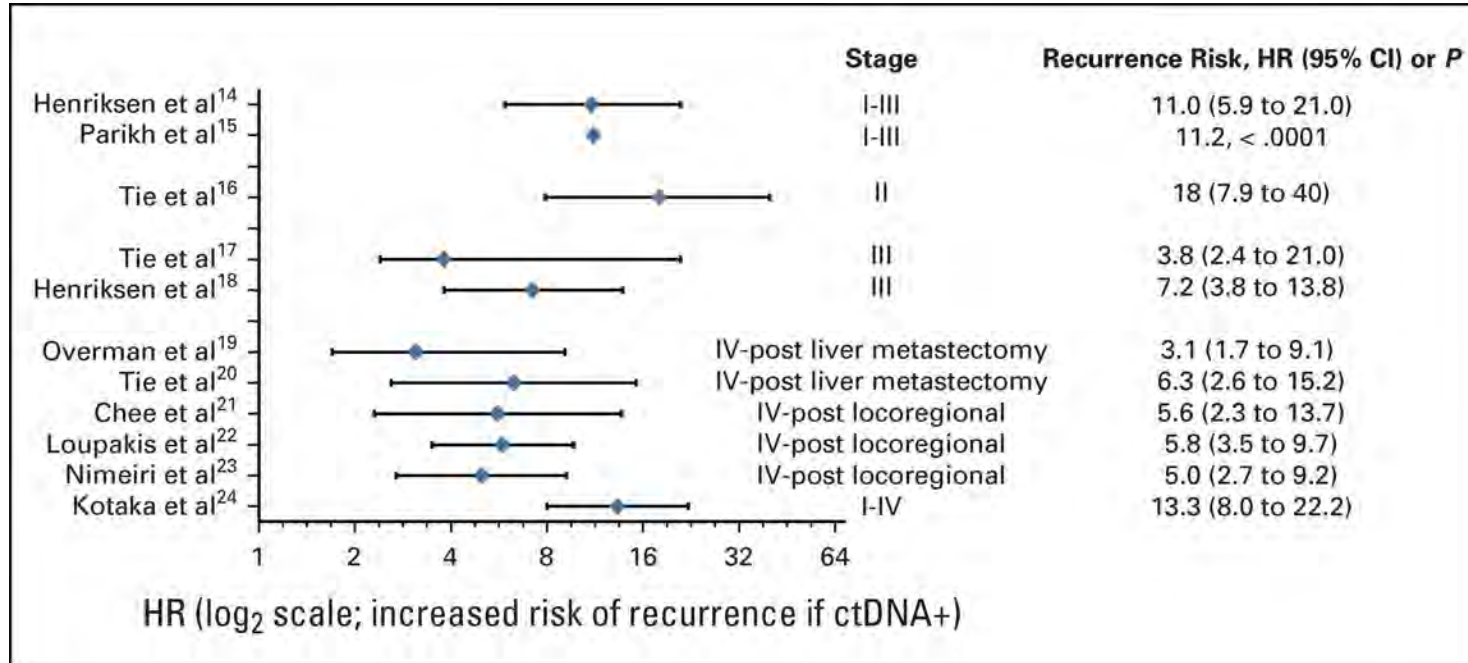 Stage Recurrence Risk, HR (95% CI) or P
Henriksen et al14 I-III 11.0 (5.9 to 21.0)
Parikh et al15 I-III 11.2, < .0001
Tie et al16 II 18 (7.9 to 40)
Tie et al17 III 3.8 (2.4 to 21.0)
Henriksen et al18 III 7.2 (3.8 to 13.8)
Overman et al19 IV-post liver metastectomy 3.1 (1.7 to 9.1)
Tie et al20 IV-post liver metastectomy 6.3 (2.6 to 15.2)
Chee et al21 IV-post locoregional 5.6 (2.3 to 13.7)
Loupakis et al22 IV-post locoregional 5.8 (3.5 to 9.7)
Nimeiri et al23 IV-post locoregional 5.0 (2.7 to 9.2)
Kotaka et al24 I-IV 13.3 (8.0 to 22.2)
1 2 4 8 16 32 64
HR (log2 scale; increased risk of recurrence if ctDNA+)